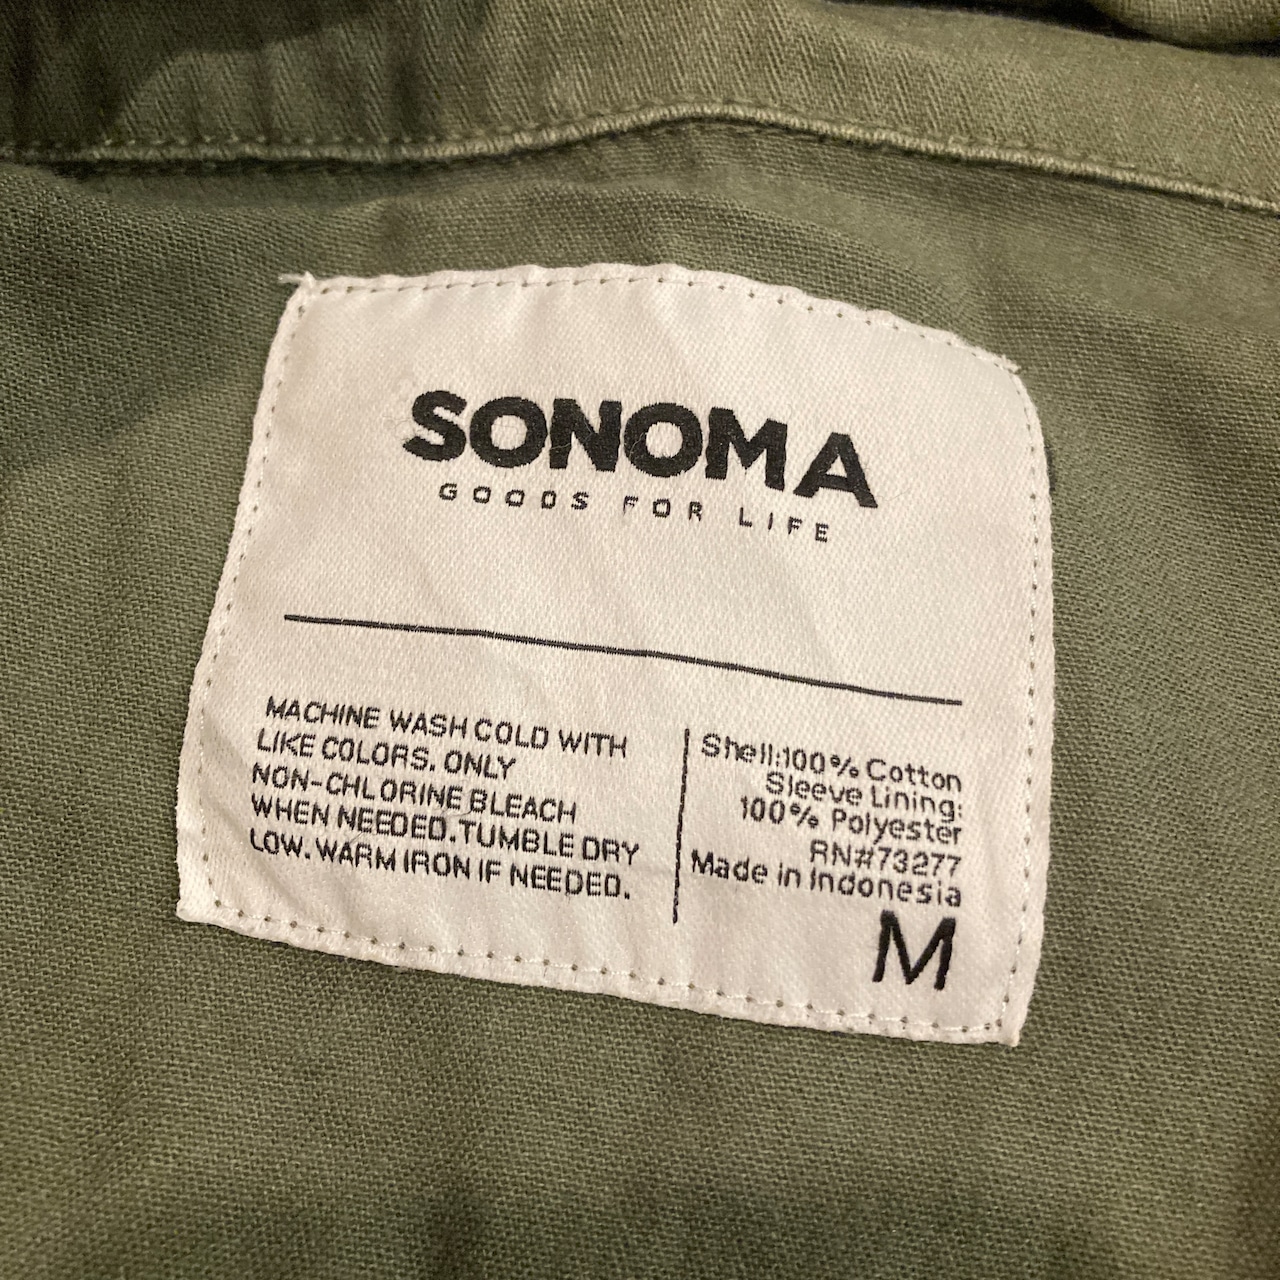 SONOMA
GOODS FOR LIFE
MACHINE WASH COLD WITH
LIKE COLORS. ONLY
NON-CHLORINE BLEACH
WHEN NEEDED. TUMBLE DRY
LOW. WARM IRON IF NEEDED.
Shell:100% Cotton
Sleeve Lining:
100% Polyester
RN#73277
Made in Indonesia
M